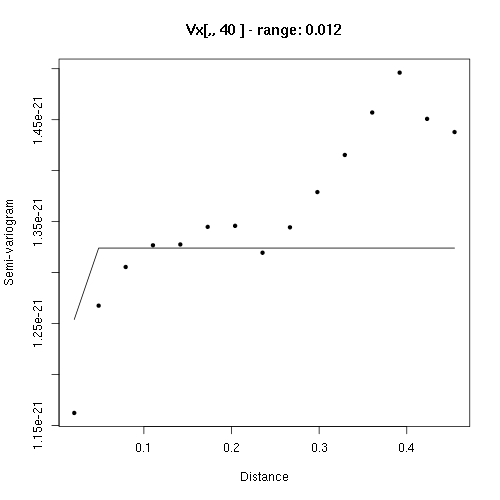 Vx[,, 40 ] - range: 0.012
1.45e-21
1.35e-21
1.25e-21
1.15e-21
Semi-variogram
0.1 0.2 0.3 0.4
Distance